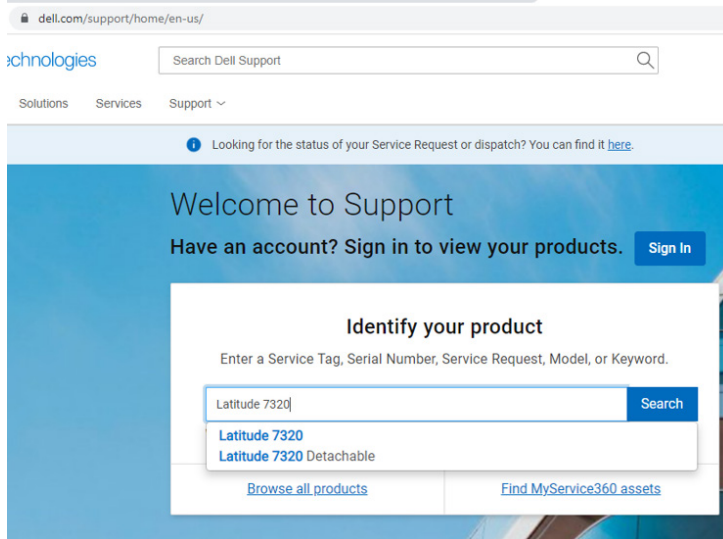 dell.com/support/home/en-us/
echnologies
Search Dell Support
Solutions Services Support
Looking for the status of your Service Request or dispatch? You can find it here.
Welcome to Support
Have an account? Sign in to view your products. Sign In
Identify your product
Enter a Service Tag, Serial Number, Service Request, Model, or Keyword.
Latitude 7320 Search
Latitude 7320
Latitude 7320 Detachable
Browse all products Find MyService360 assets